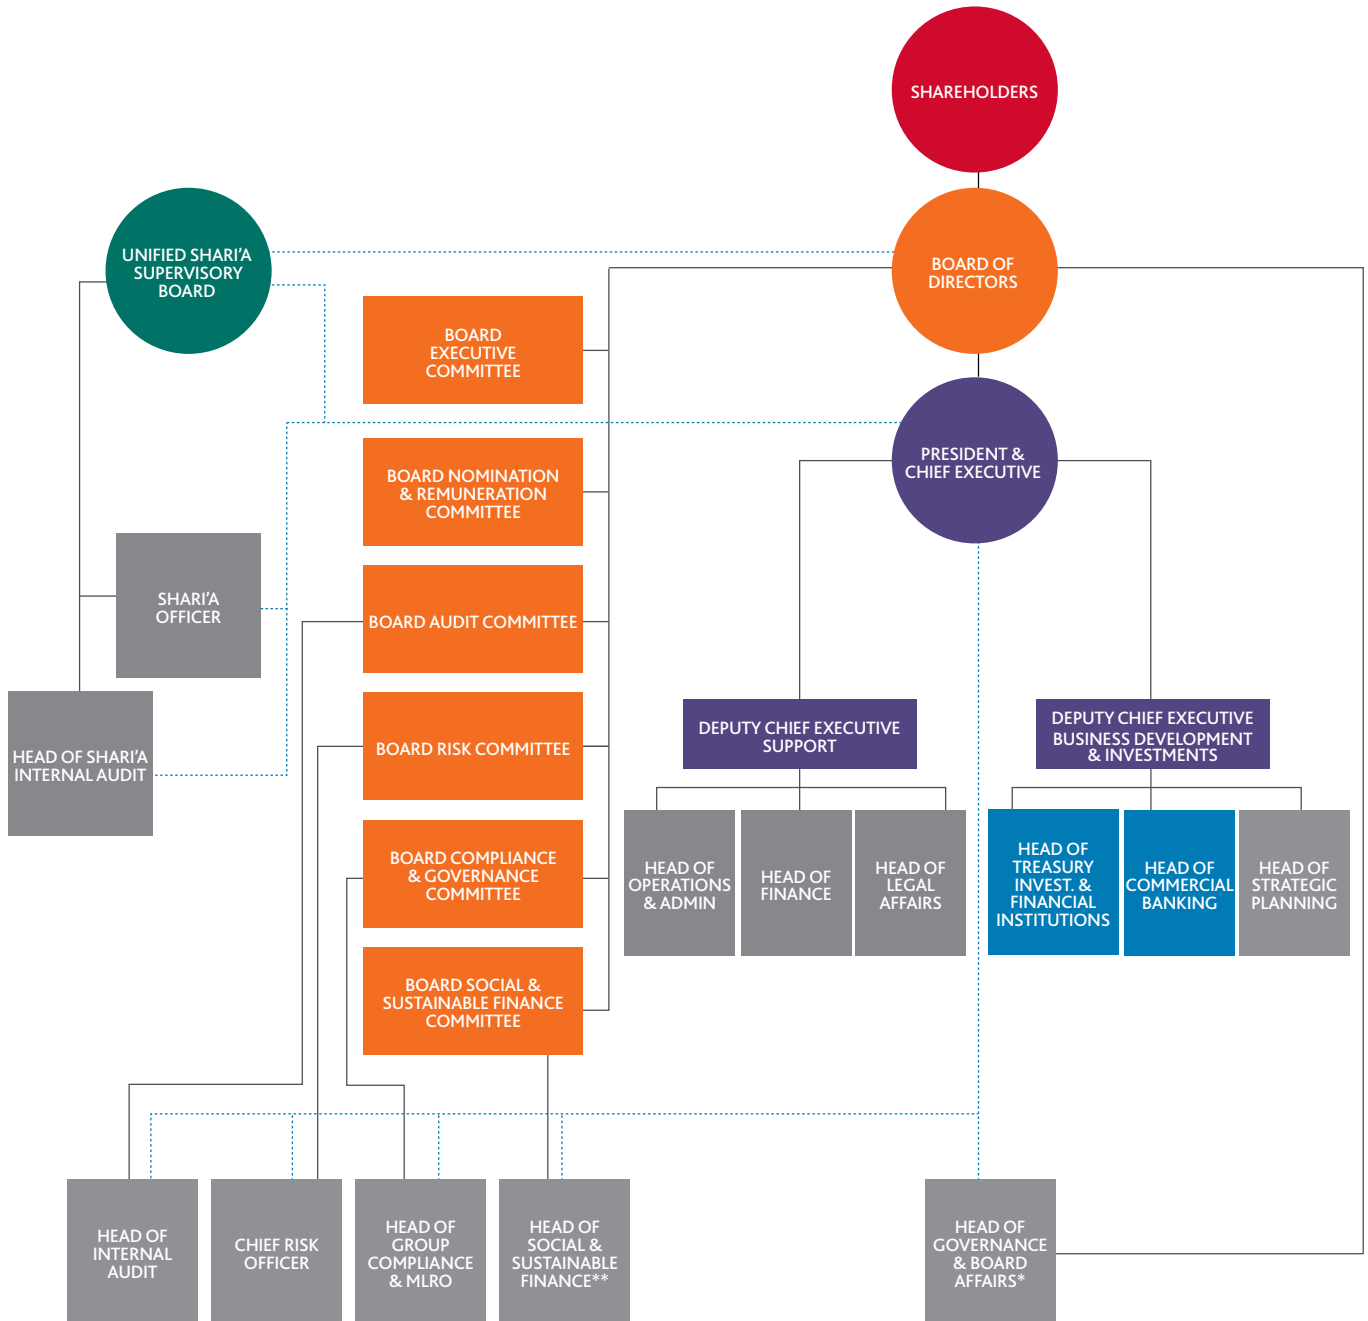 SHAREHOLDERS
UNIFIED SHARI'A
SUPERVISORY
BOARD
BOARD OF
DIRECTORS
BOARD
EXECUTIVE
COMMITTEE
PRESIDENT &
CHIEF EXECUTIVE
BOARD NOMINATION
& REMUNERATION
COMMITTEE
SHARI'A
OFFICER
BOARD AUDIT COMMITTEE
HEAD OF SHARI'A
INTERNAL AUDIT
BOARD RISK COMMITTEE
DEPUTY CHIEF EXECUTIVE
SUPPORT
DEPUTY CHIEF EXECUTIVE
BUSINESS DEVELOPMENT
& INVESTMENTS
BOARD COMPLIANCE
& GOVERNANCE
COMMITTEE
HEAD OF
OPERATIONS
& ADMIN
HEAD OF
FINANCE
HEAD OF
LEGAL
AFFAIRS
HEAD OF
TREASURY
INVEST. &
FINANCIAL
INSTITUTIONS
HEAD OF
COMMERCIAL
BANKING
HEAD OF
STRATEGIC
PLANNING
BOARD SOCIAL &
SUSTAINABLE FINANCE
COMMITTEE
HEAD OF
INTERNAL
AUDIT
CHIEF RISK
OFFICER
HEAD OF
GROUP
COMPLIANCE
& MLRO
HEAD OF
SOCIAL &
SUSTAINABLE
FINANCE**
HEAD OF
GOVERNANCE
& BOARD
AFFAIRS*